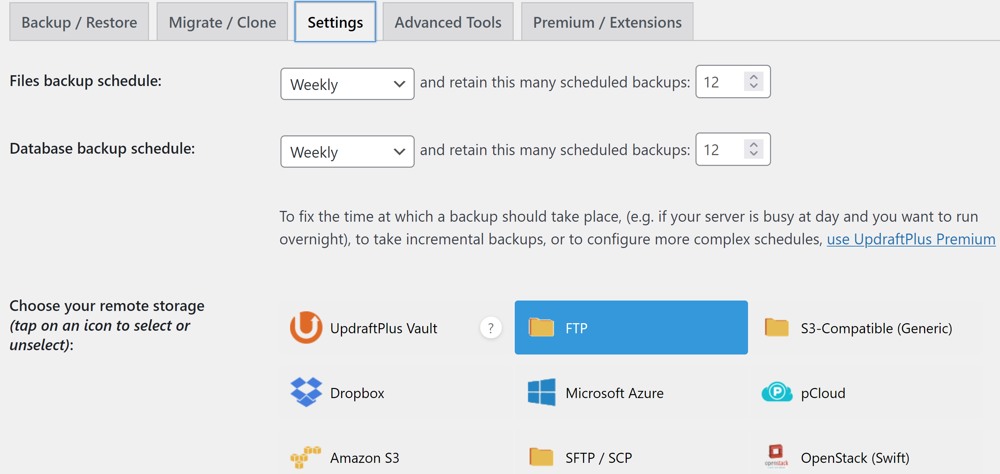 Backup / Restore
Migrate / Clone
Settings
Advanced Tools
Premium / Extensions
Files backup schedule:
Weekly
and retain this many scheduled backups:
12
Database backup schedule:
Weekly
and retain this many scheduled backups:
12
To fix the time at which a backup should take place, (e.g. if your server is busy at day and you want to run
overnight), to take incremental backups, or to configure more complex schedules, use UpdraftPlus Premium
Choose your remote storage
(tap on an icon to select or
unselect):
UpdraftPlus Vault
?
FTP
S3-Compatible (Generic)
Dropbox
Microsoft Azure
P
pCloud
Amazon S3
SFTP / SCP
openstack
OpenStack (Swift)